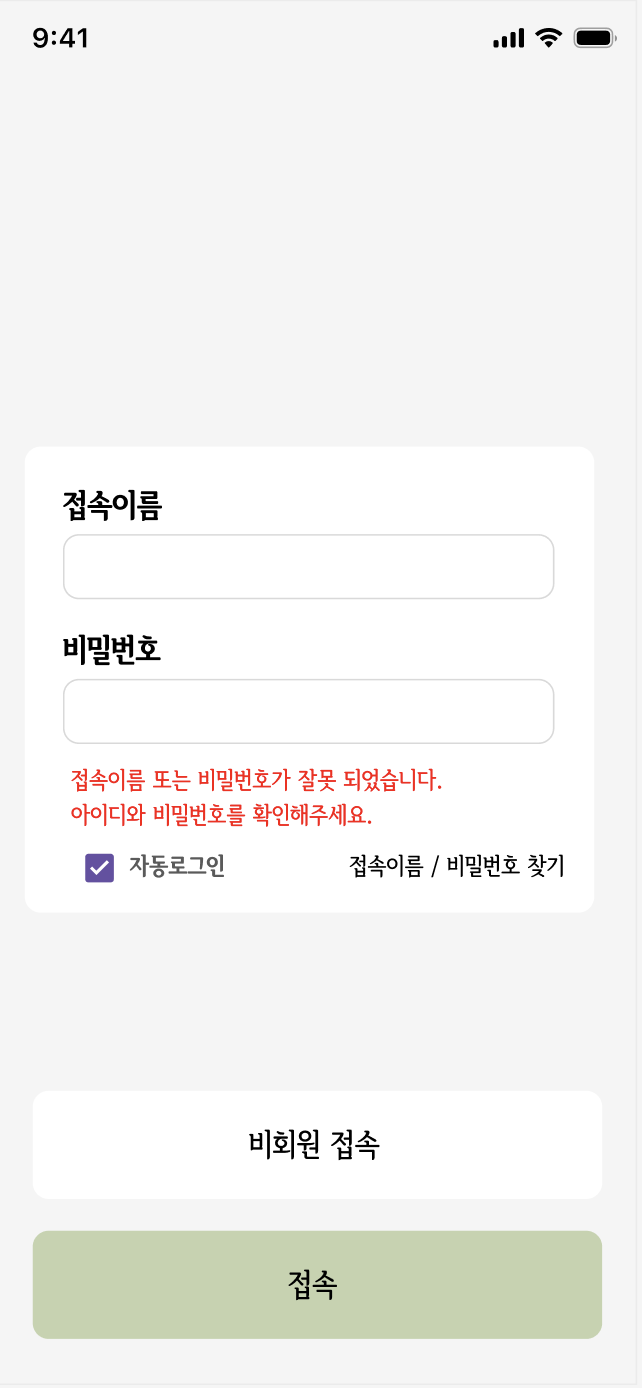 9:41
접속이름
비밀번호
접속이름 또는 비밀번호가 잘못 되었습니다.
아이디와 비밀번호를 확인해주세요.
자동로그인
접속이름 / 비밀번호 찾기
비회원 접속
접속